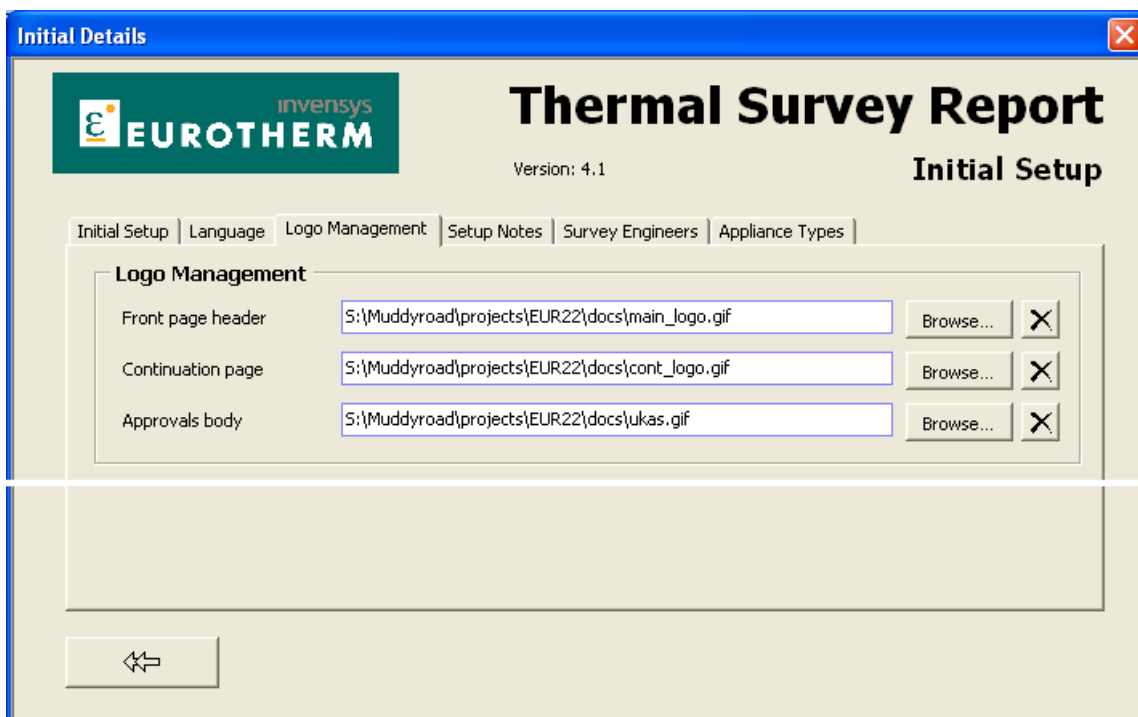 Initial Details
invensys
EUROTHERM
Thermal Survey Report
Version: 4.1
Initial Setup
Initial Setup Language Logo Management Setup Notes Survey Engineers Appliance Types
Logo Management
Front page header S:\Muddyroad\projects\EUR22\docs\main_logo.gif Browse...
Continuation page S:\Muddyroad\projects\EUR22\docs\cont_logo.gif Browse...
Approvals body S:\Muddyroad\projects\EUR22\docs\ukas.gif Browse...